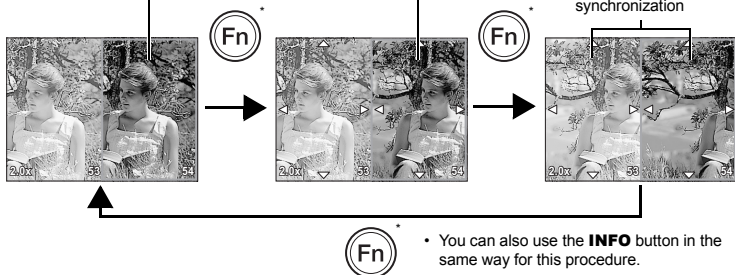 synchronization
*
Fn
*
Fn
2.0x 53 54
2.0x 53 54
2.0x 53 54
*
Fn
• You can also use the INFO button in the
same way for this procedure.